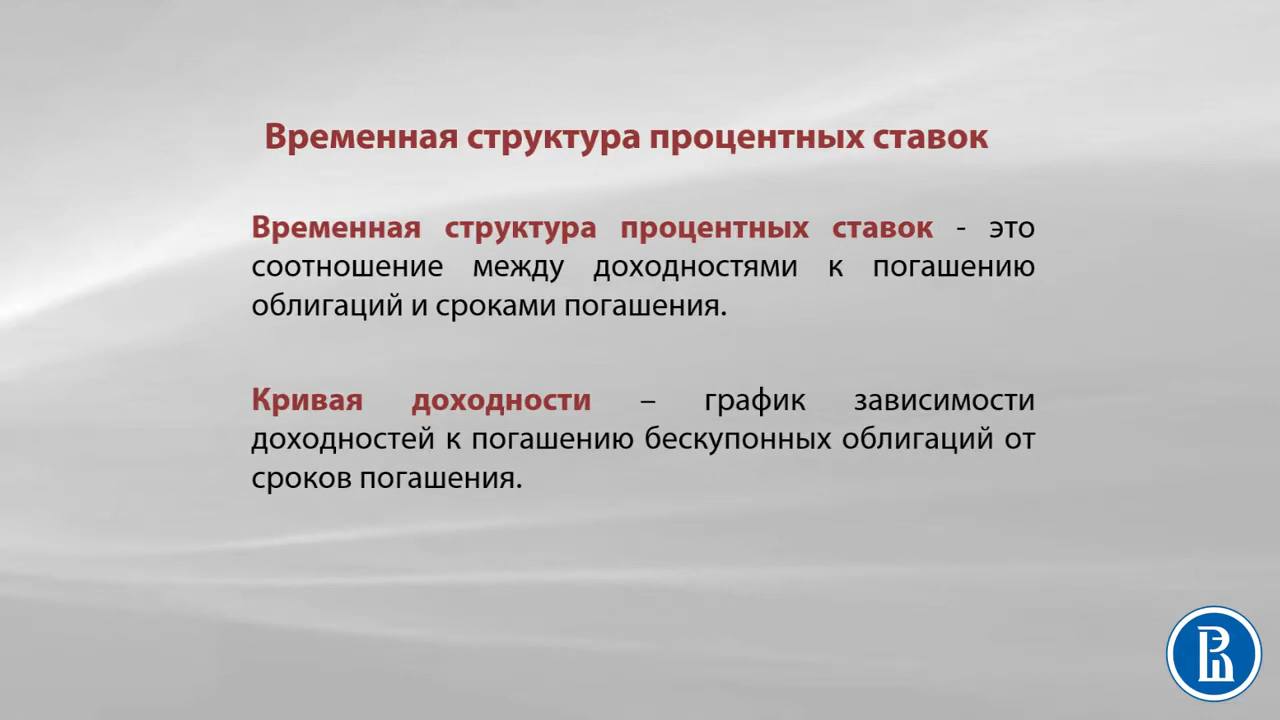 Временная структура процентных ставок
Временная структура процентных ставок - это
соотношение между доходностями к погашению
облигаций и сроками погашения.
Кривая доходности – график зависимости
доходностей к погашению бескупонных облигаций от
сроков погашения.